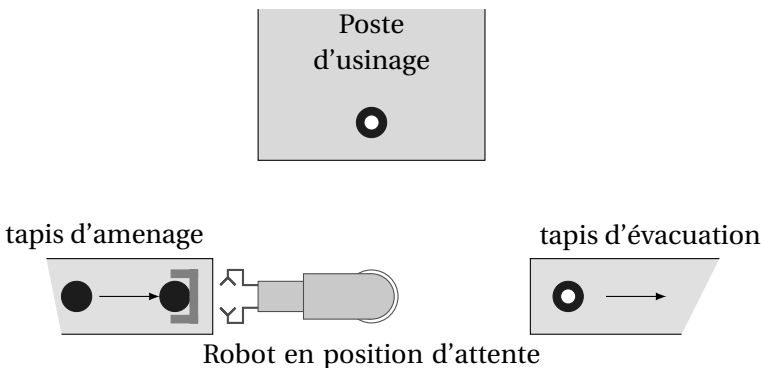 Poste
d'usinage
tapis d'amenage
tapis d'évacuation
Robot en position d'attente